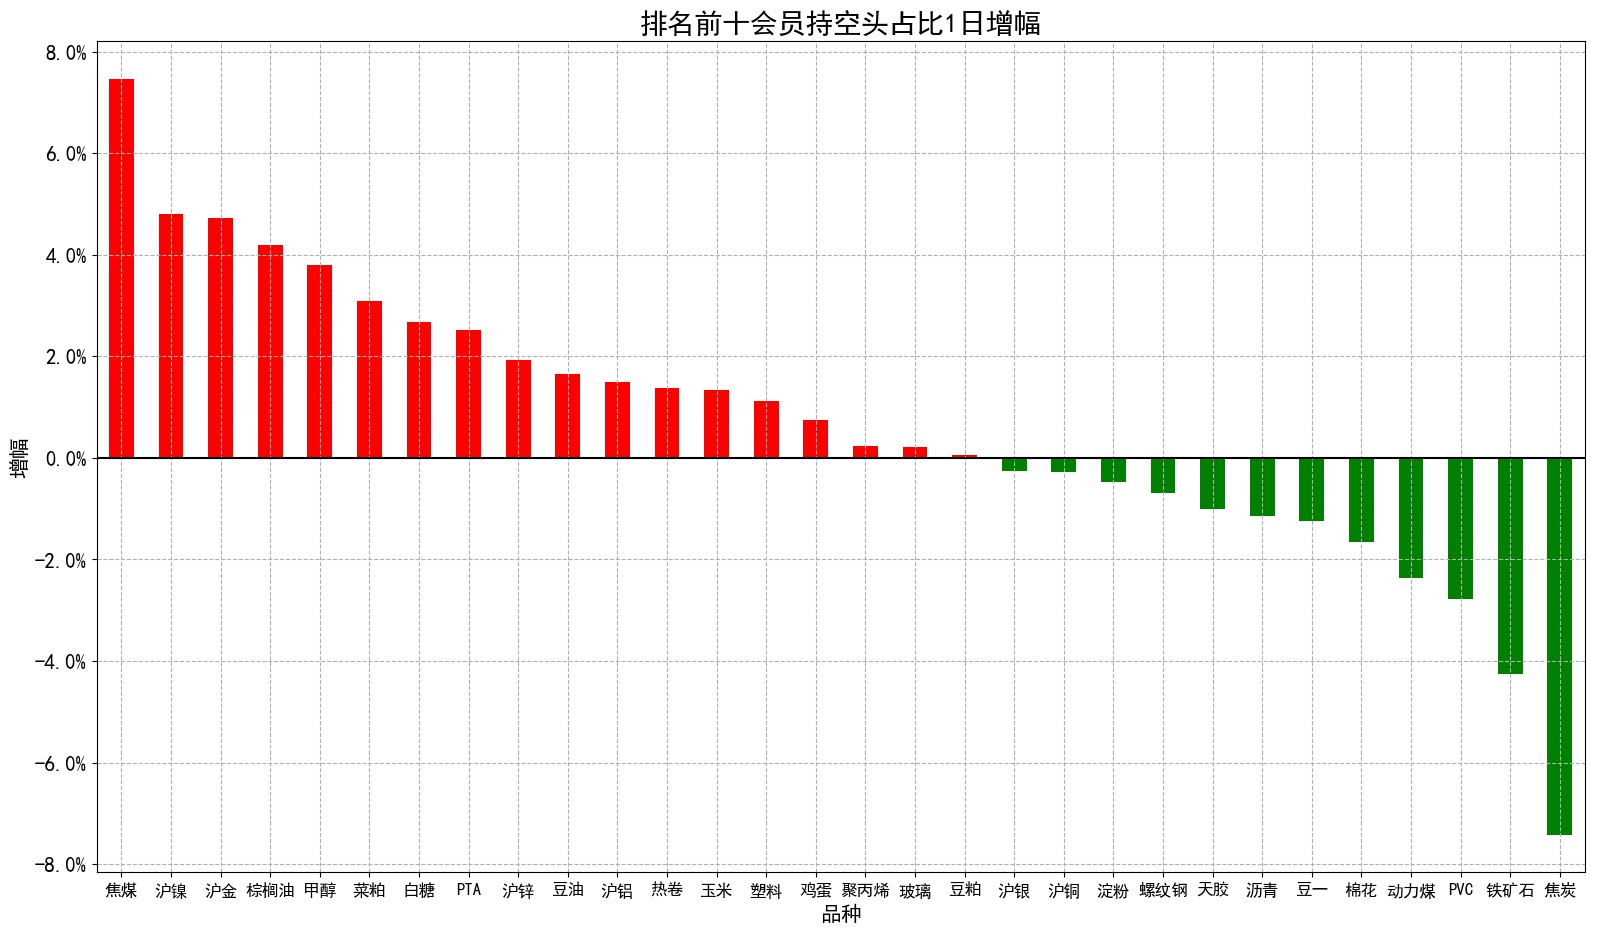 排名前十会员持空头占比1日增幅
8.0%
6.0%
4.0%
2.0%
0.0%
-2.0%
-4.0%
-6.0%
-8.0%
增幅
焦煤 沪镍 沪金 棕榈油 甲醇 菜粕 白糖 PTA 沪锌 豆油 沪铝 热卷 玉米 塑料 鸡蛋 聚丙烯 玻璃 豆粕 沪银 沪铜 淀粉 螺纹钢 天胶 沥青 豆一 棉花 动力煤 PVC 铁矿石 焦炭
品种